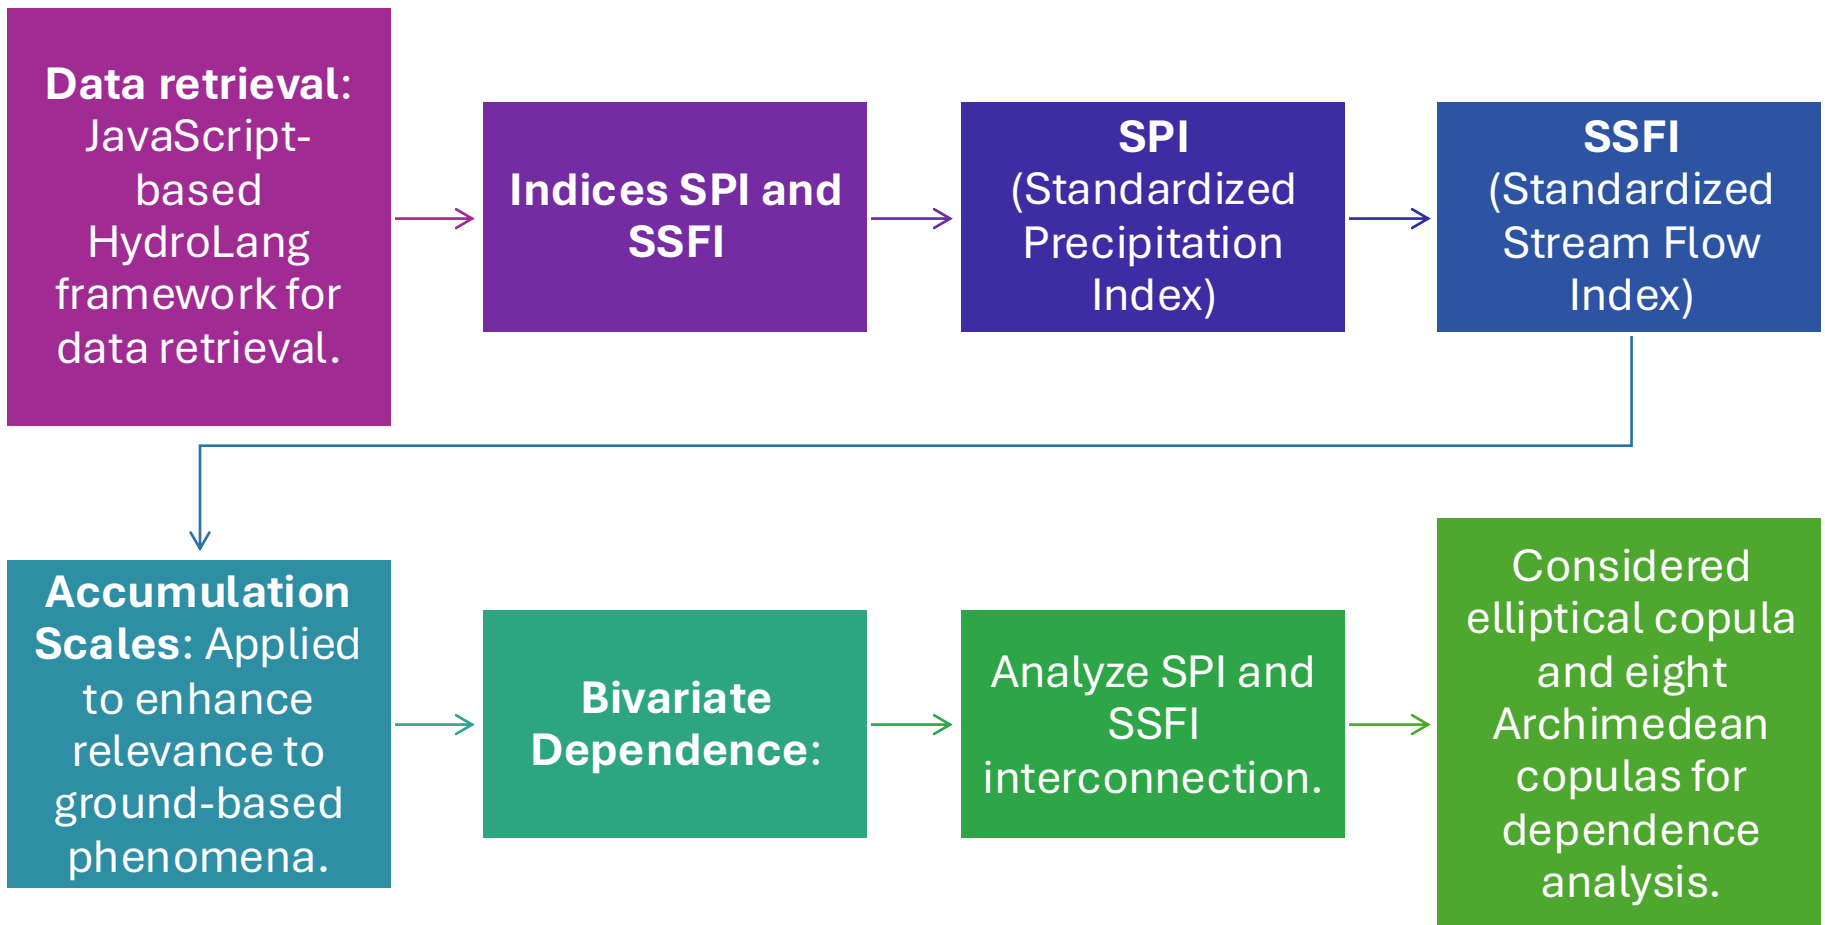 Data retrieval:
JavaScript-
based
HydroLang
framework for
data retrieval.
Indices SPI and
SSFI
SPI
(Standardized
Precipitation
Index)
SSFI
(Standardized
Stream Flow
Index)
Accumulation
Scales: Applied
to enhance
relevance to
ground-based
phenomena.
Bivariate
Dependence:
Analyze SPI and
SSFI
interconnection.
Considered
elliptical copula
and eight
Archimedean
copulas for
dependence
analysis.